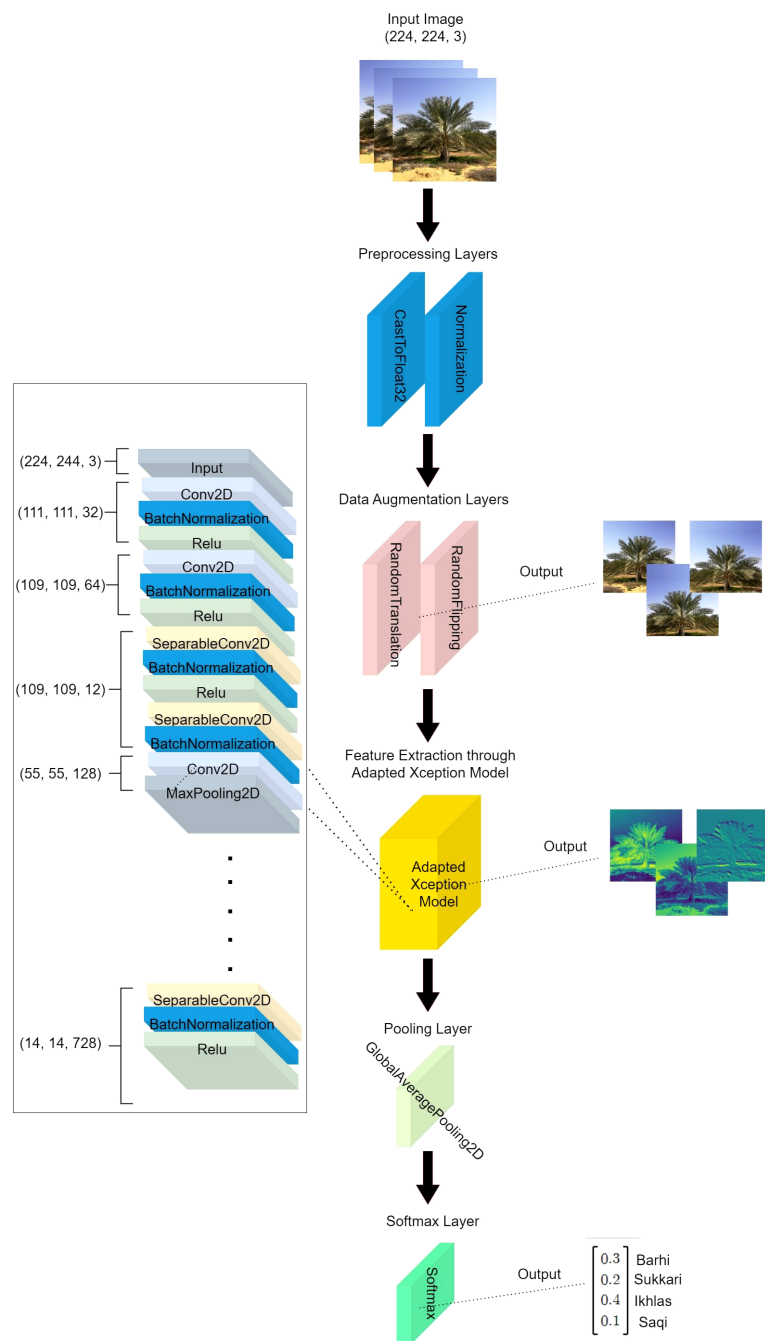 Input Image
(224, 224, 3)
Preprocessing Layers
CastToFloat32
Normalization
Data Augmentation Layers
RandomTranslation
RandomFlipping
Output
Feature Extraction through
Adapted Xception Model
Adapted
Xception
Model
Output
Pooling Layer
GlobalAveragePooling2D
Softmax Layer
Softmax
Output
0.3 Barhi
0.2 Sukkari
0.4 Ikhlas
0.1 Saqi
(224, 244, 3)
Input
(111, 111, 32)
Conv2D
BatchNormalization
Relu
(109, 109, 64)
Conv2D
BatchNormalization
Relu
(109, 109, 12)
SeparableConv2D
BatchNormalization
Relu
SeparableConv2D
BatchNormalization
(55, 55, 128)
Conv2D
MaxPooling2D
(14, 14, 728)
SeparableConv2D
BatchNormalization
Relu